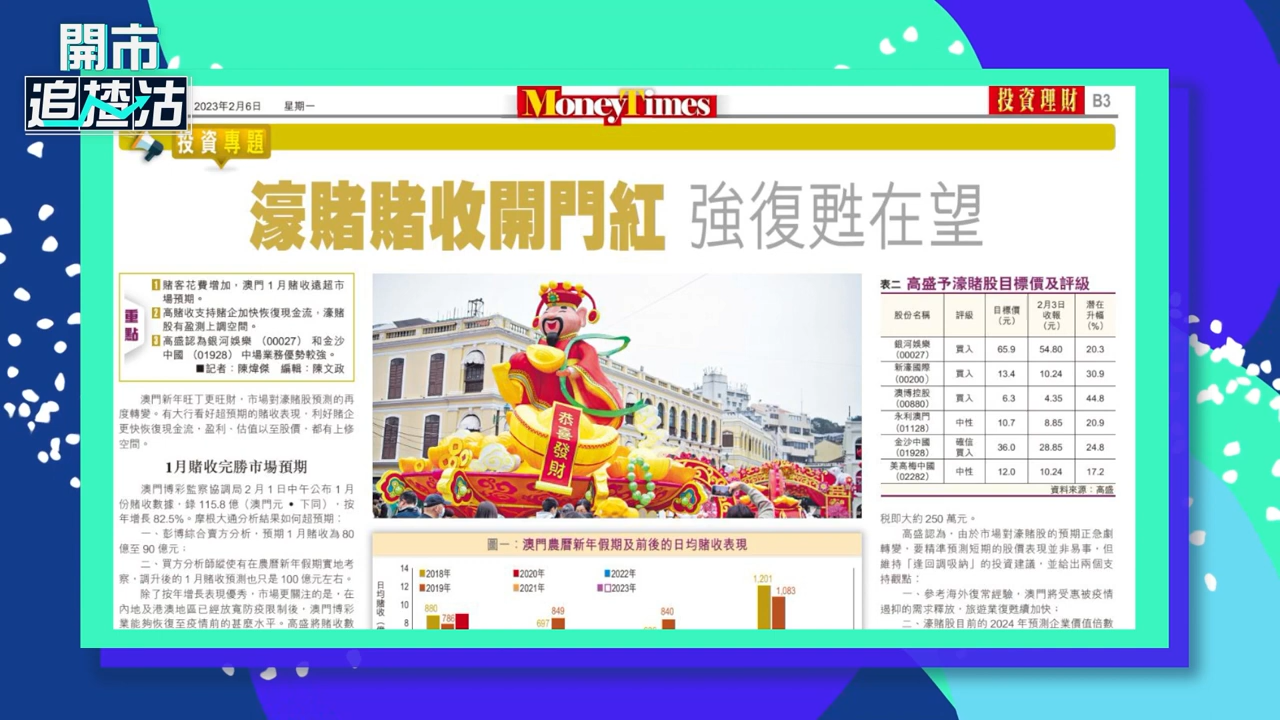 開市
追揸沽
2023年2月6日 星期一
MoneyTimes
投資理財 B3
投資專題
濠賭賭收開門紅 強復甦在望
重點
1 賭客花費增加，澳門1月賭收遠超市
場預期。
2 高賭收支持賭企加快恢復現金流，濠賭
股有盈測上調空間。
3 高盛認為銀河娛樂（00027）和金沙
中國（01928）中場業務優勢較強。
■記者：陳煒傑 編輯：陳文政
澳門新年旺丁更旺財，市場對濠賭股預測的再
度轉變。有大行看好超預期的賭收表現，利好賭企
更快恢復現金流，盈利、估值以至股價，都有上修
空間。
1月賭收完勝市場預期
澳門博彩監察協調局2月1日中午公布1月
份賭收數據，錄115.8億（澳門元•下同），按
年增長82.5%。摩根大通分析結果如何超預期：
一、彭博綜合賣方分析，預期1月賭收為80
億至90億元；
二、買方分析師縱使有在農曆新年假期實地考
察，調升後的1月賭收預測也只是100億元左右。
除了按年增長表現優秀，市場更關注的是，在
內地及港澳地區已經放寬防疫限制後，澳門博彩
業能夠恢復至疫情前的甚麼水平。高盛將賭收數
恭喜發財
圖一：澳門農曆新年假期及前後的日均賭收表現
日均賭收
14
12
10
8
2018年 2020年 2022年
2019年 2021年 2023年
880
786
697
849
840
1,201
1,083
表二 高盛予濠賭股目標價及評級
股份名稱 評級 目標價（元） 2月3日收報（元） 潛在升幅（%）
銀河娛樂（00027） 買入 65.9 54.80 20.3
新濠國際（00200） 買入 13.4 10.24 30.9
澳博控股（00880） 買入 6.3 4.35 44.8
永利澳門（01128） 中性 10.7 8.85 20.9
金沙中國（01928） 確信買入 36.0 28.85 24.8
美高梅中國（02282） 中性 12.0 10.24 17.2
資料來源：高盛
稅即大約250萬元。
高盛認為，由於市場對濠賭股的預期正急劇
轉變，要精準預測短期的股價表現並非易事，但
維持「逢回調吸納」的投資建議，並給出兩個支
持觀點：
一、參考海外復常經驗，澳門將受惠被疫情
遏抑的需求釋放，旅遊業復甦續加快；
二、濠賭股目前的2024年預測企業價值倍數